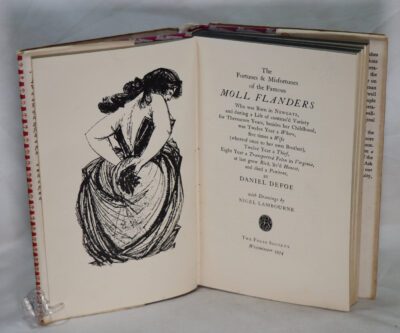 The
Fortunes & Misfortunes
of the Famous
MOLL FLANDERS
Who was Born in NEWGATE,
and during a Life of continu'd Variety
for Threescore Years, besides her Childhood,
was Twelve Year a Whore,
five times a Wife
(whereof once to her own Brother),
Twelve Year a Thief,
Eight Year a Transported Felon in Virginia,
at last grew Rich, liv'd Honest,
and died a Penitent,
by
DANIEL DEFOE
with Drawings by
NIGEL LAMBOURNE
THE FOLIO SOCIETY
Westminster 1954